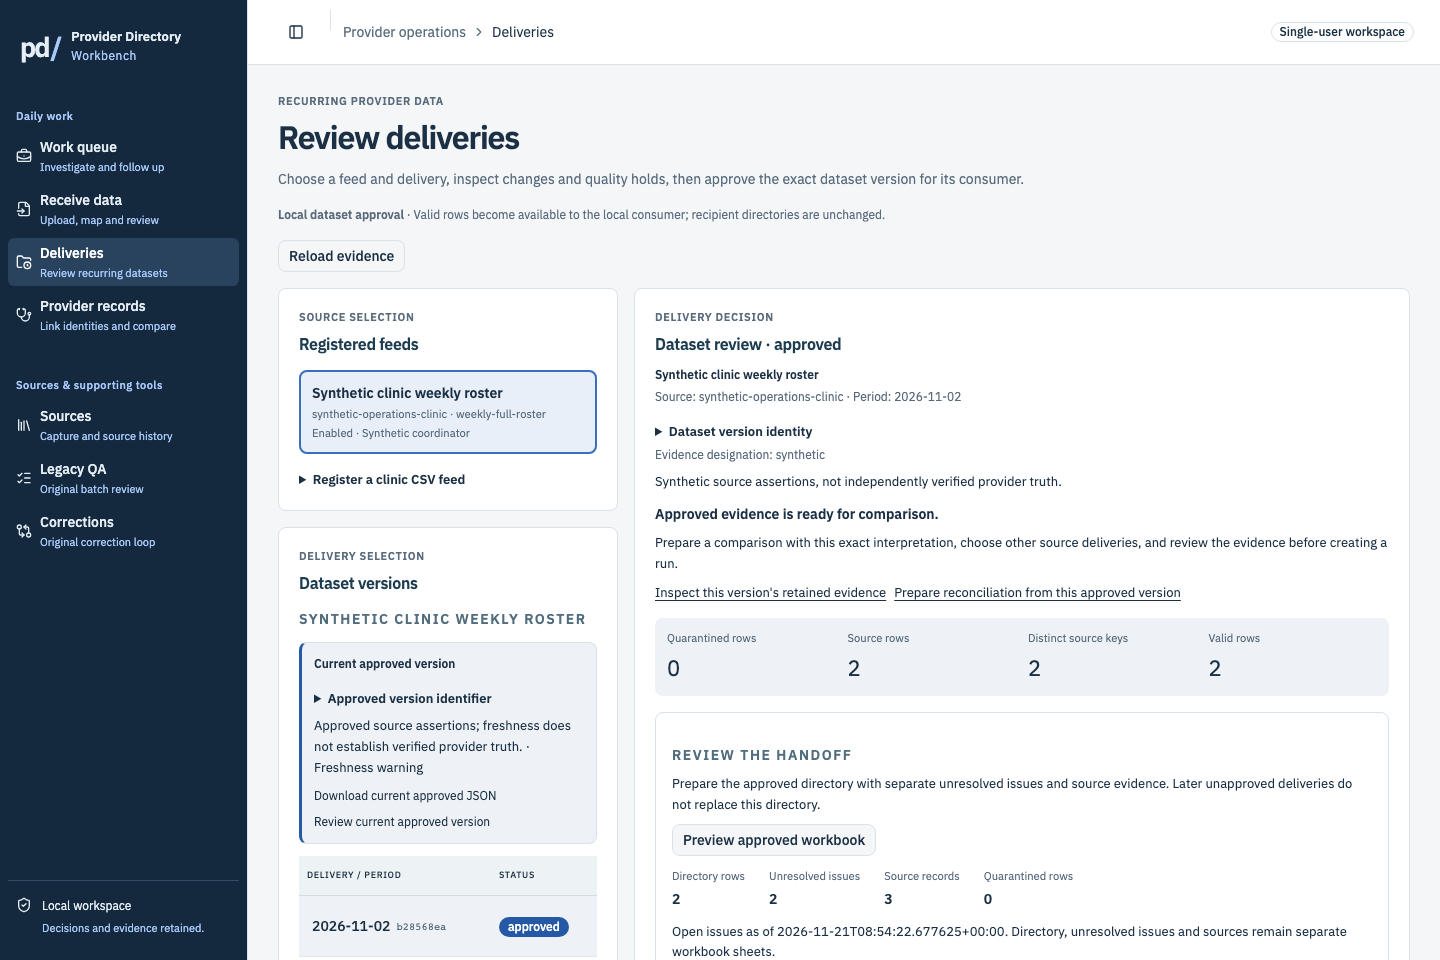 pd/
Provider Directory
Workbench
Daily work
Work queue
Investigate and follow up
Receive data
Upload, map and review
Deliveries
Review recurring datasets
Provider records
Link identities and compare
Sources & supporting tools
Sources
Capture and source history
Legacy QA
Original batch review
Corrections
Original correction loop
Local workspace
Decisions and evidence retained.
Provider operations > Deliveries
Single-user workspace
RECURRING PROVIDER DATA
Review deliveries
Choose a feed and delivery, inspect changes and quality holds, then approve the exact dataset version for its consumer.
Local dataset approval · Valid rows become available to the local consumer; recipient directories are unchanged.
Reload evidence
SOURCE SELECTION
Registered feeds
Synthetic clinic weekly roster
synthetic-operations-clinic · weekly-full-roster
Enabled · Synthetic coordinator
Register a clinic CSV feed
DELIVERY SELECTION
Dataset versions
SYNTHETIC CLINIC WEEKLY ROSTER
Current approved version
Approved version identifier
Approved source assertions; freshness does
not establish verified provider truth. ·
Freshness warning
Download current approved JSON
Review current approved version
DELIVERY / PERIOD STATUS
2026-11-02 b28568ea approved
DELIVERY DECISION
Dataset review · approved
Synthetic clinic weekly roster
Source: synthetic-operations-clinic · Period: 2026-11-02
Dataset version identity
Evidence designation: synthetic
Synthetic source assertions, not independently verified provider truth.
Approved evidence is ready for comparison.
Prepare a comparison with this exact interpretation, choose other source deliveries, and review the evidence before creating a
run.
Inspect this version's retained evidence Prepare reconciliation from this approved version
Quarantined rows Source rows Distinct source keys Valid rows
0 2 2 2
REVIEW THE HANDOFF
Prepare the approved directory with separate unresolved issues and source evidence. Later unapproved deliveries do
not replace this directory.
Preview approved workbook
Directory rows Unresolved issues Source records Quarantined rows
2 2 3 0
Open issues as of 2026-11-21T08:54:22.677625+00:00. Directory, unresolved issues and sources remain separate
workbook sheets.